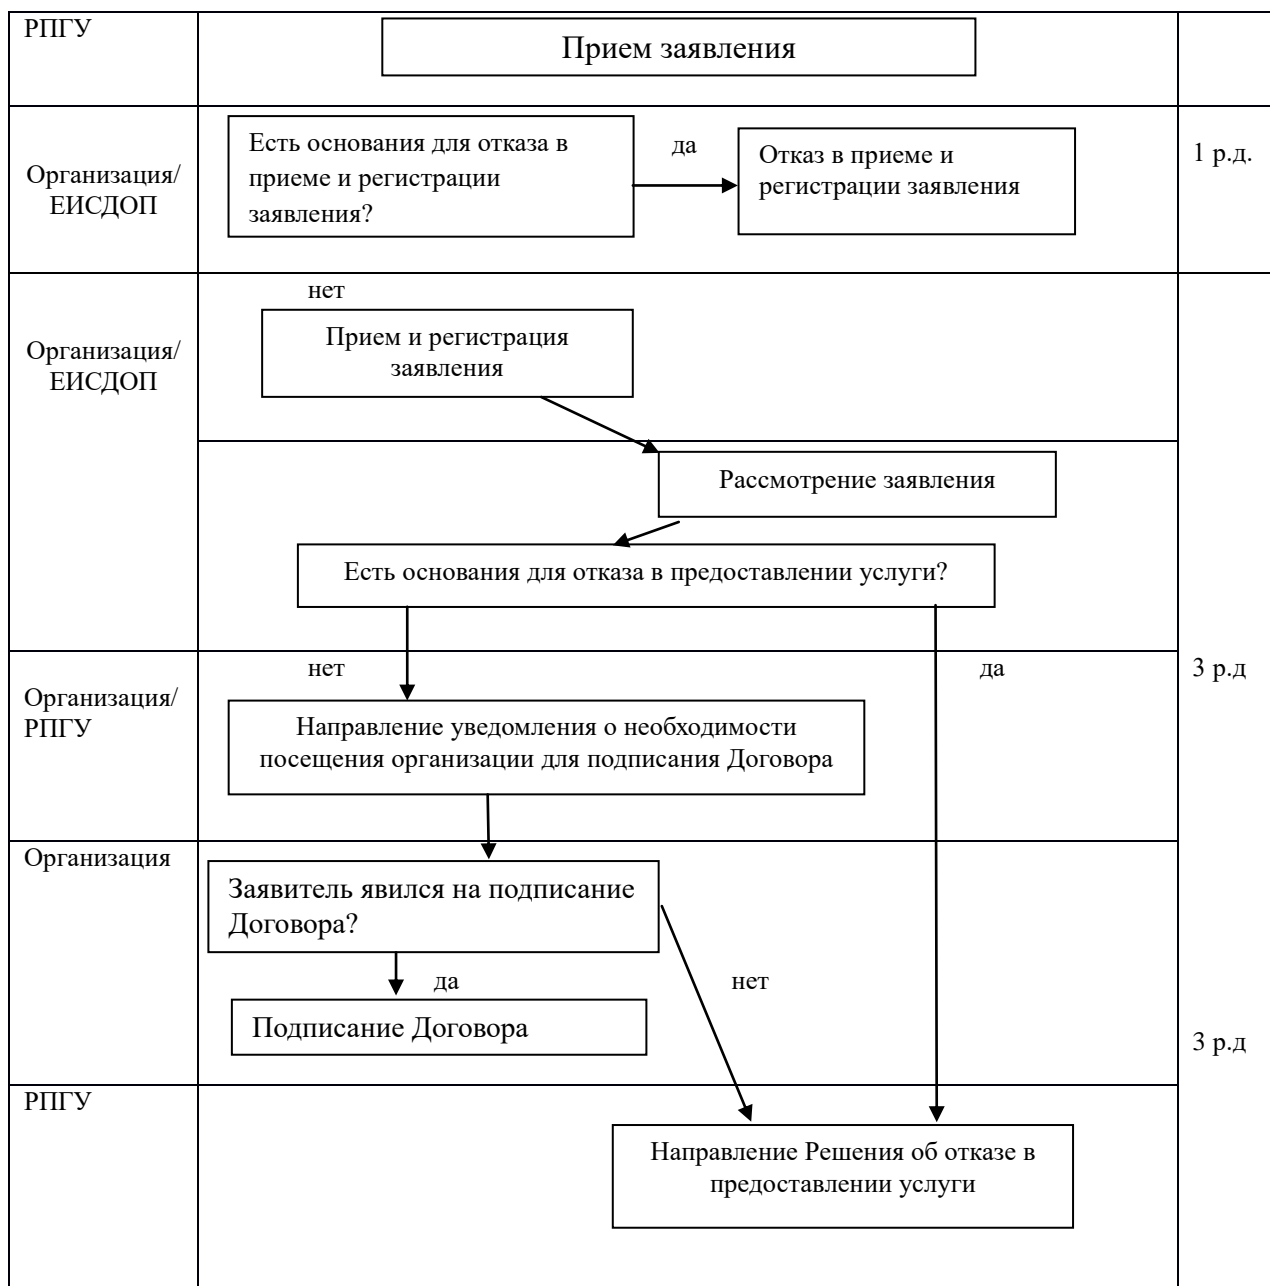 РПГУ
Прием заявления
Организация/
ЕИСДОП
Есть основания для отказа в
приеме и регистрации
заявления?
да
Отказ в приеме и
регистрации заявления
1 р.д.
нет
Организация/
ЕИСДОП
Прием и регистрация
заявления
Рассмотрение заявления
Есть основания для отказа в предоставлении услуги?
нет
да
3 р.д
Организация/
РПГУ
Направление уведомления о необходимости
посещения организации для подписания Договора
Организация
Заявитель явился на подписание
Договора?
да
нет
Подписание Договора
3 р.д
РПГУ
Направление Решения об отказе в
предоставлении услуги